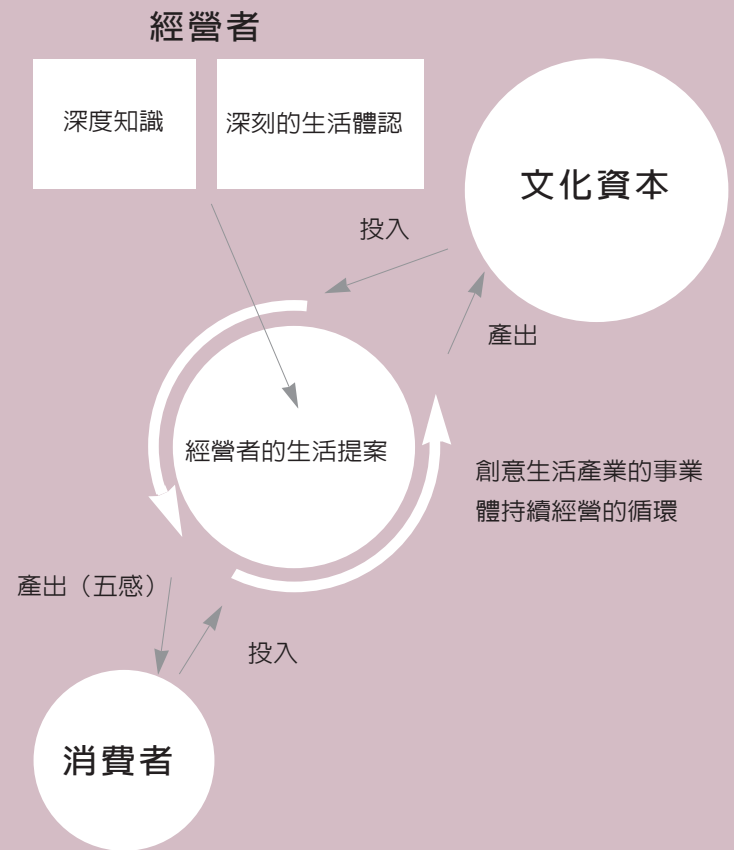 經營者
深度知識
深刻的生活體認
文化資本
投入
產出
經營者的生活提案
創意生活產業的事業
體持續經營的循環
產出（五感）
投入
消費者